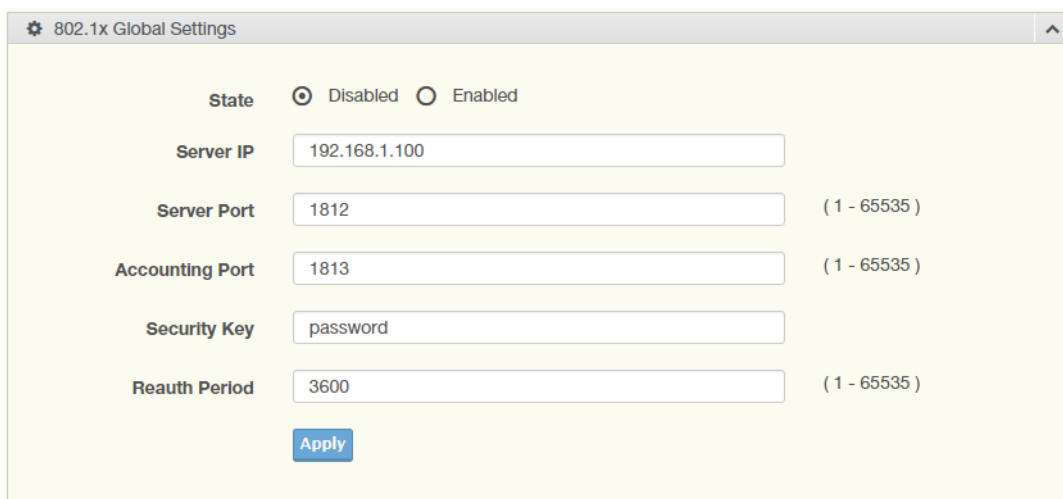 802.1x Global Settings
State Disabled Enabled
Server IP 192.168.1.100
Server Port 1812 ( 1 - 65535 )
Accounting Port 1813 ( 1 - 65535 )
Security Key password
Reauth Period 3600 ( 1 - 65535 )
Apply